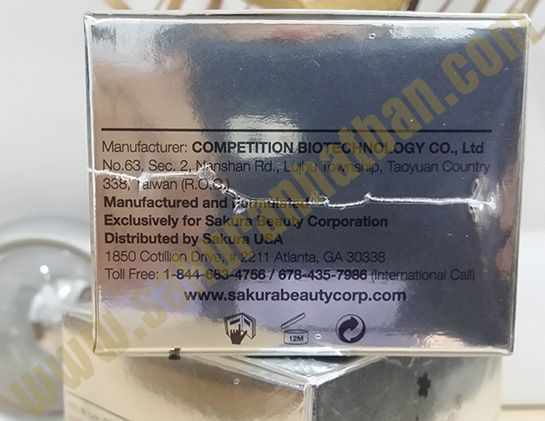 Manufacturer: COMPETITION BIOTECHNOLOGY CO., Ltd
No.63, Sec. 2, Nanshan Rd., Lujhu Township, Taoyuan Country
338, Taiwan (R.O.C)
Manufactured and Formulated
Exclusively for Sakura Beauty Corporation
Distributed by Sakura USA
1850 Cotillion Drive, # 2211 Atlanta, GA 30338
Toll Free: 1-844-683-4756 / 678-435-7986 (International Call)
www.sakurabeautycorp.com
12M